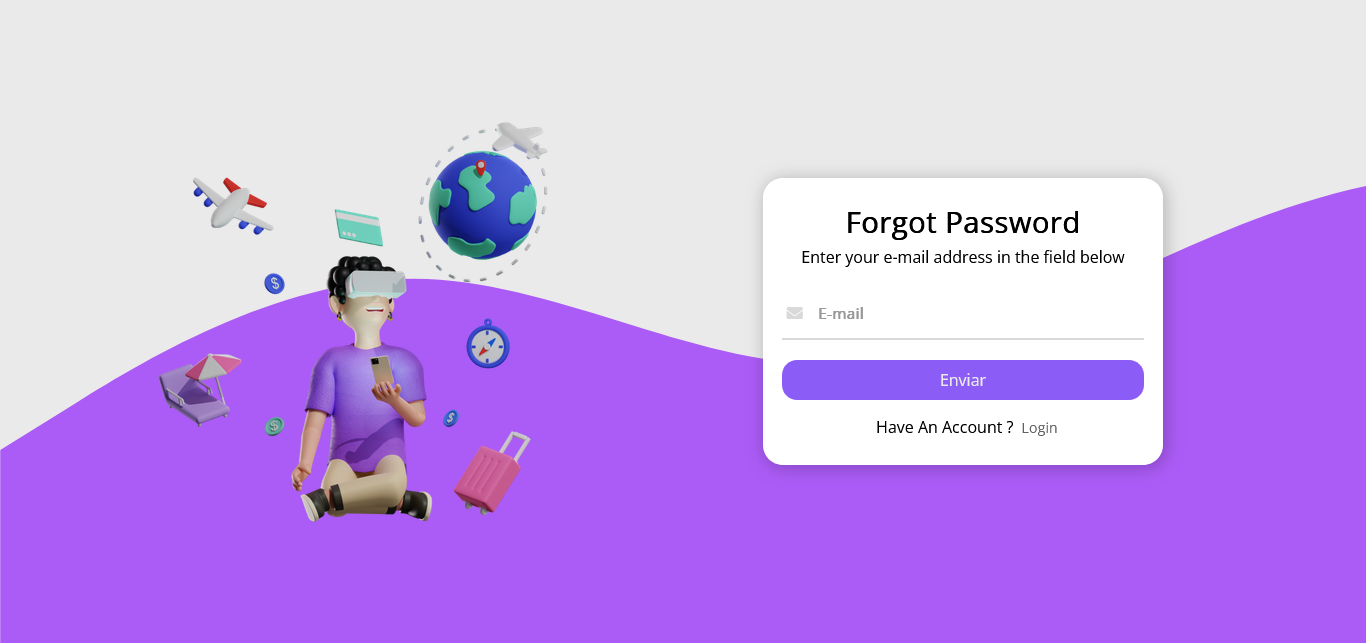 Forgot Password
Enter your e-mail address in the field below
E-mail
Enviar
Have An Account ? Login
$
$
$